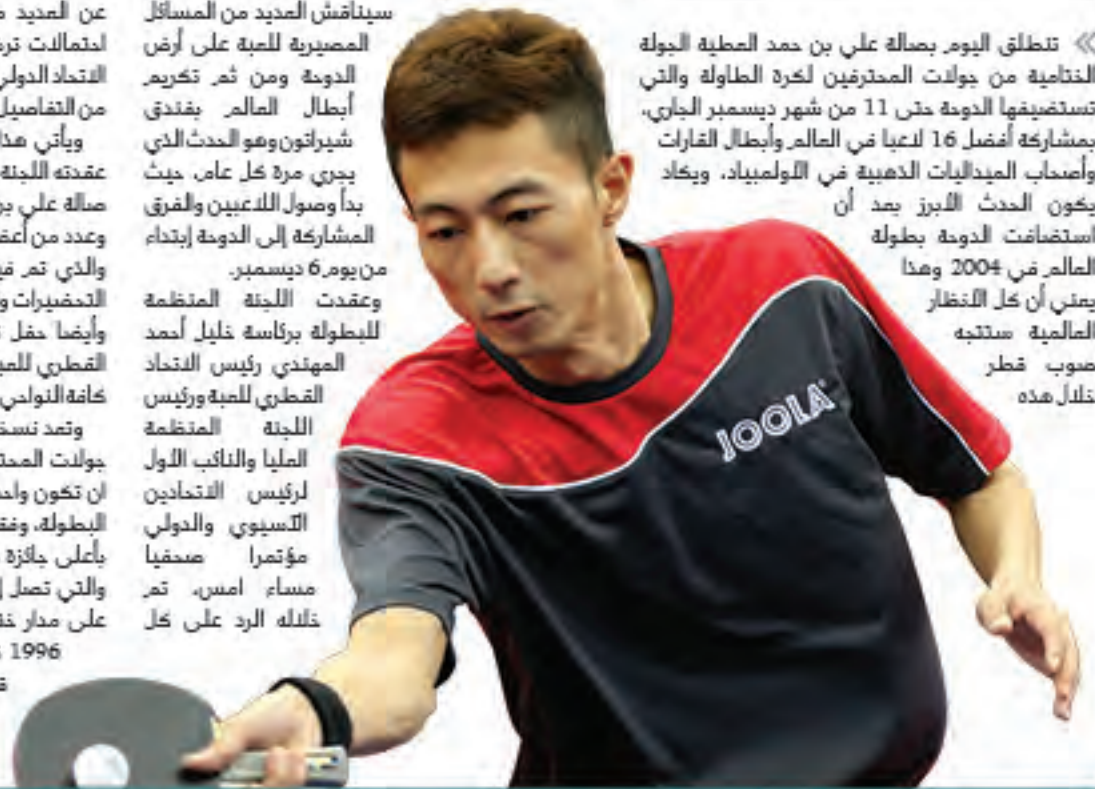 تنطلق اليوم بصالة علي بن حمد العطية الجولة
الختامية من جولات المحترفين لكرة الطاولة والتي
تستضيفها الدوحة حتى 11 من شهر ديسمبر الجاري،
بمشاركة أفضل 16 لاعبا في العالم وأبطال القارات
وأصحاب الميداليات الذهبية في الأولمبياد، ويكاد
يكون الحدث الأبرز بعد أن
استضافت الدوحة بطولة
العالم في 2004 وهذا
يعني أن كل الأنظار
العالمية ستتجه
صوب قطر
خلال هذه
سيناقش العديد من المسائل
المصيرية للعبة على أرض
الدوحة ومن ثم تكريم
أبطال العالم بفندق
شيراتون وهو الحدث الذي
يجري مرة كل عام، حيث
بدأ وصول اللاعبين والفرق
المشاركة إلى الدوحة إبتداء
من يوم 6 ديسمبر.
وعقدت اللجنة المنظمة
للبطولة برئاسة خليل أحمد
المهندي رئيس الاتحاد
القطري للعبة ورئيس
اللجنة المنظمة
العليا والنائب الأول
لرئيس الاتحادين
الآسيوي والدولي
مؤتمرا صحفيا
مساء امس، تم
خلاله الرد على كل
عن العديد
احتمالات
الاتحاد الدولي
من التفاصيل
ويأتي هذا
عقدته اللجنة
صالة علي بن
وعدد من
والذي تم
التحضيرات
وأيضا حفل
القطري للعبة
كافة النواحي
وتعد
جولات
ان تكون
البطولة،
بأعلى جائزة
والتي تصل
على مدار
1996
JOOLA